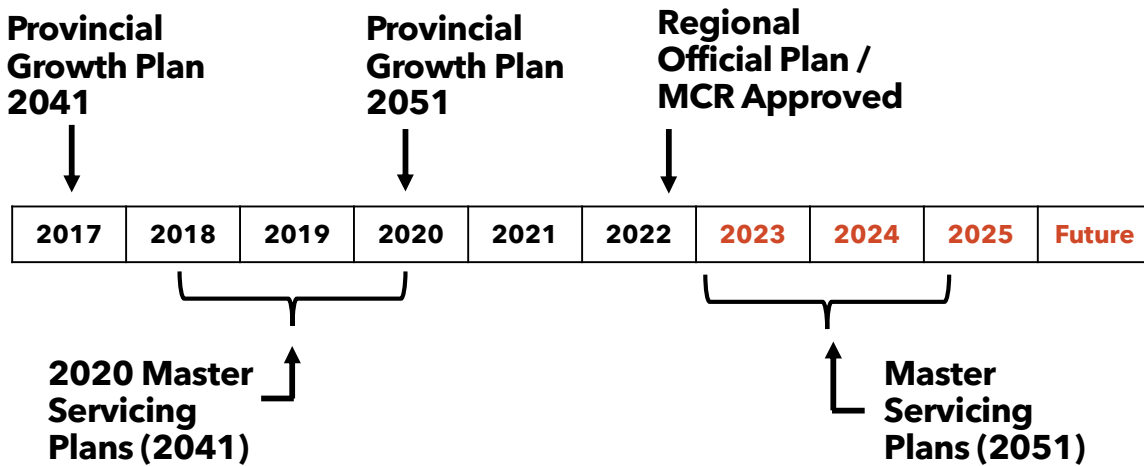 Provincial
Growth Plan
2041
Provincial
Growth Plan
2051
Regional
Official Plan /
MCR Approved
2017 2018 2019 2020 2021 2022 2023 2024 2025 Future
2020 Master
Servicing
Plans (2041)
Master
Servicing
Plans (2051)